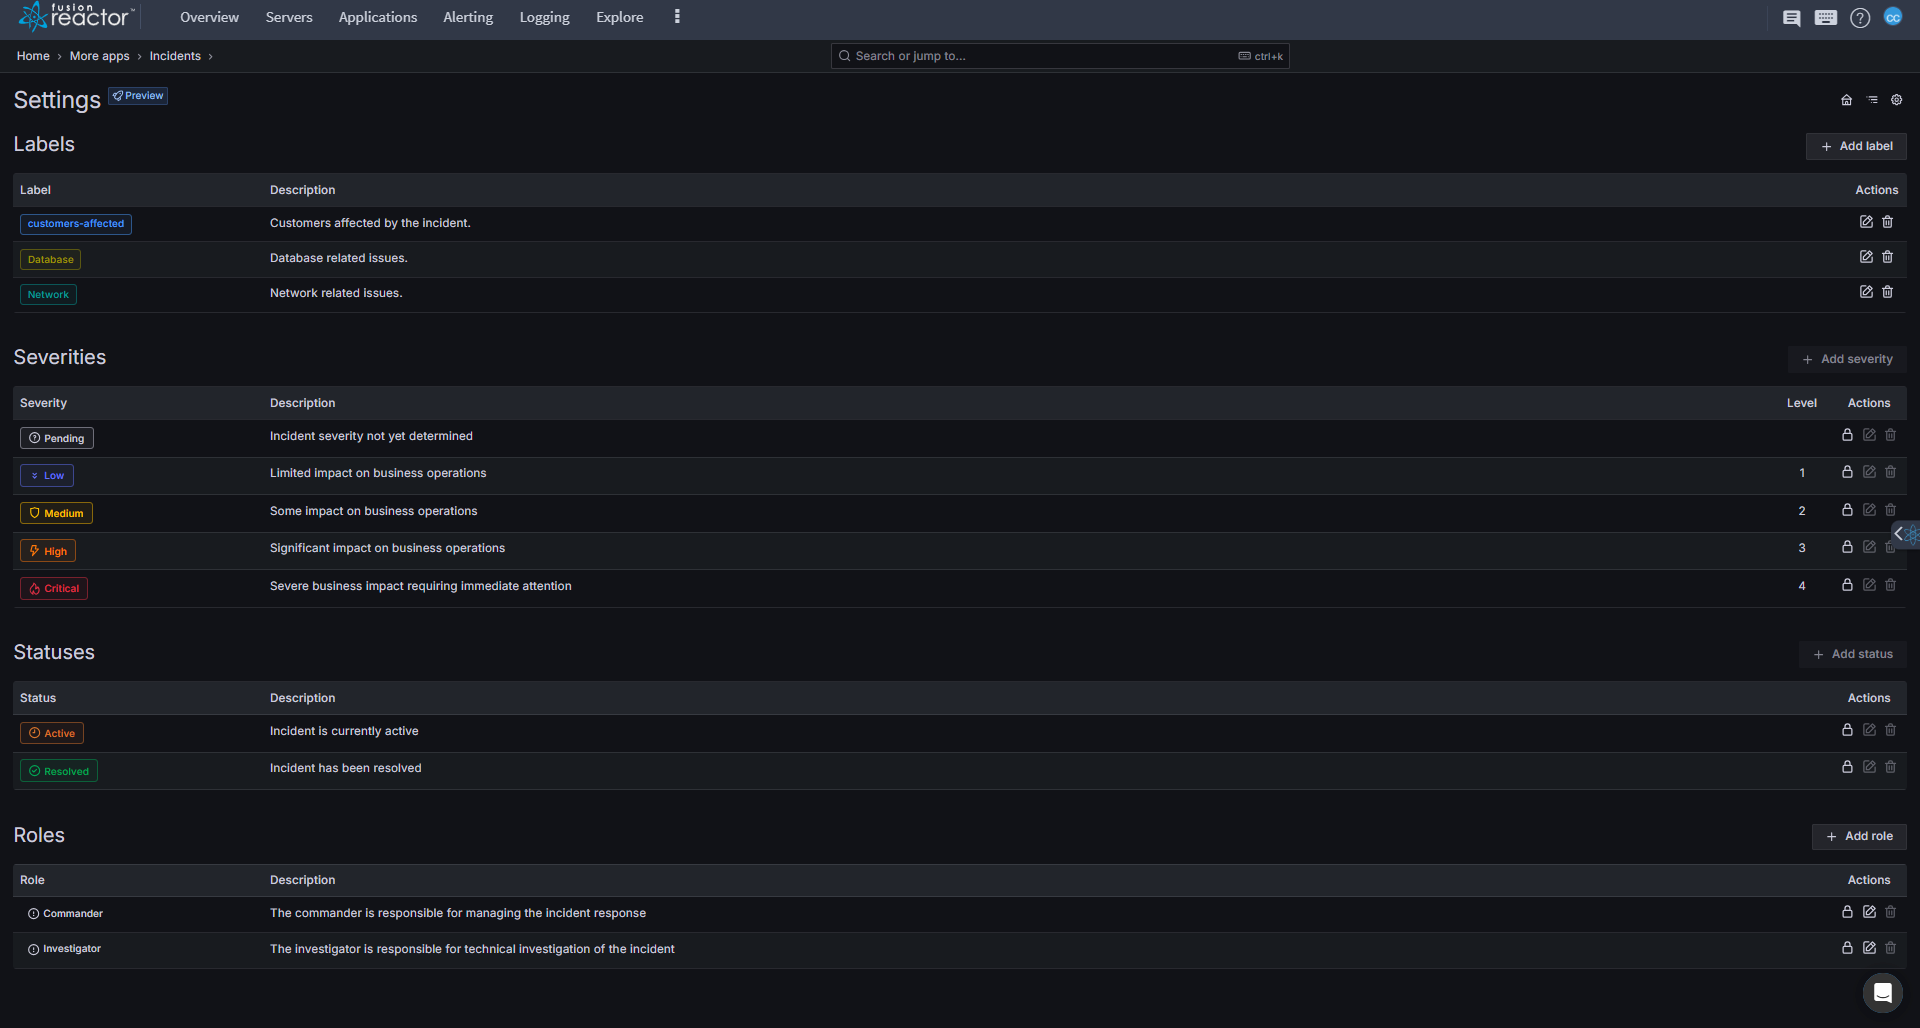 fusion
reactor™
Overview Servers Applications Alerting Logging Explore
CC
Home › More apps › Incidents ›
Search or jump to... ctrl+k
Settings Preview
Labels
Add label
Label Description Actions
customers-affected Customers affected by the incident.
Database Database related issues.
Network Network related issues.
Severities
Add severity
Severity Description Level Actions
Pending Incident severity not yet determined
Low Limited impact on business operations 1
Medium Some impact on business operations 2
High Significant impact on business operations 3
Critical Severe business impact requiring immediate attention 4
Statuses
Add status
Status Description Actions
Active Incident is currently active
Resolved Incident has been resolved
Roles
Add role
Role Description Actions
Commander The commander is responsible for managing the incident response
Investigator The investigator is responsible for technical investigation of the incident